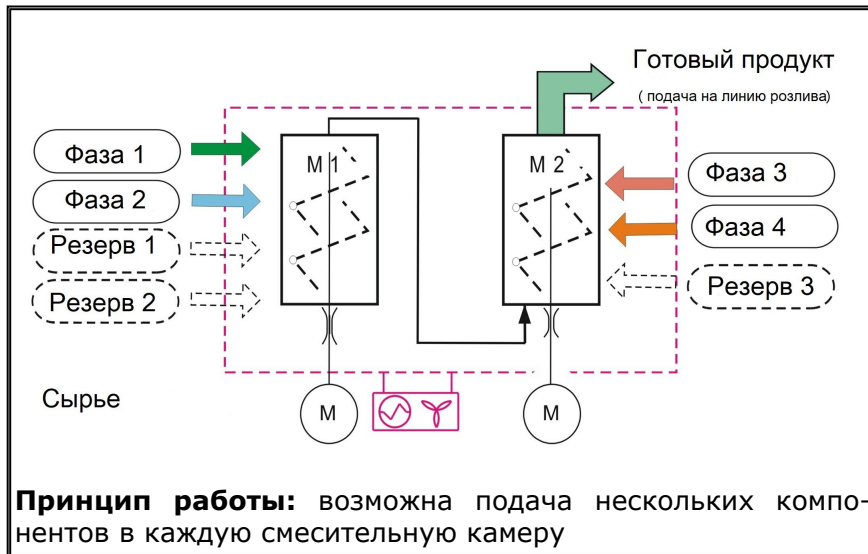 Готовый продукт
( подача на линию розлива)
Фаза 1
Фаза 2
Резерв 1
Резерв 2
М 1
М 2
Фаза 3
Фаза 4
Резерв 3
Сырье
М
М
Принцип работы: возможна подача нескольких компо-
нентов в каждую смесительную камеру